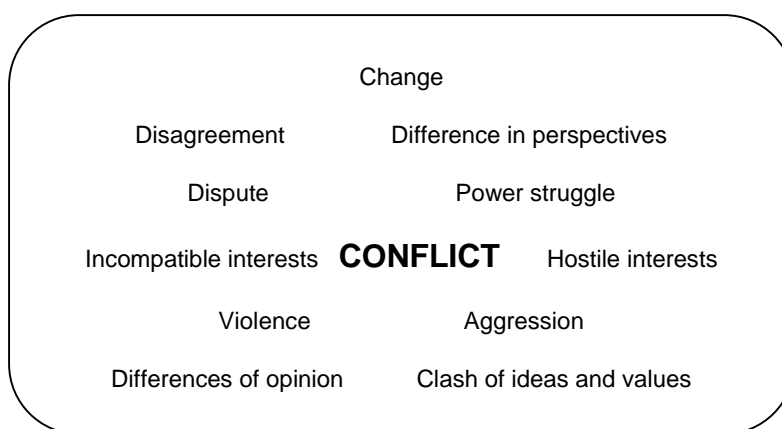 Change
Disagreement Difference in perspectives
Dispute Power struggle
Incompatible interests CONFLICT Hostile interests
Violence Aggression
Differences of opinion Clash of ideas and values